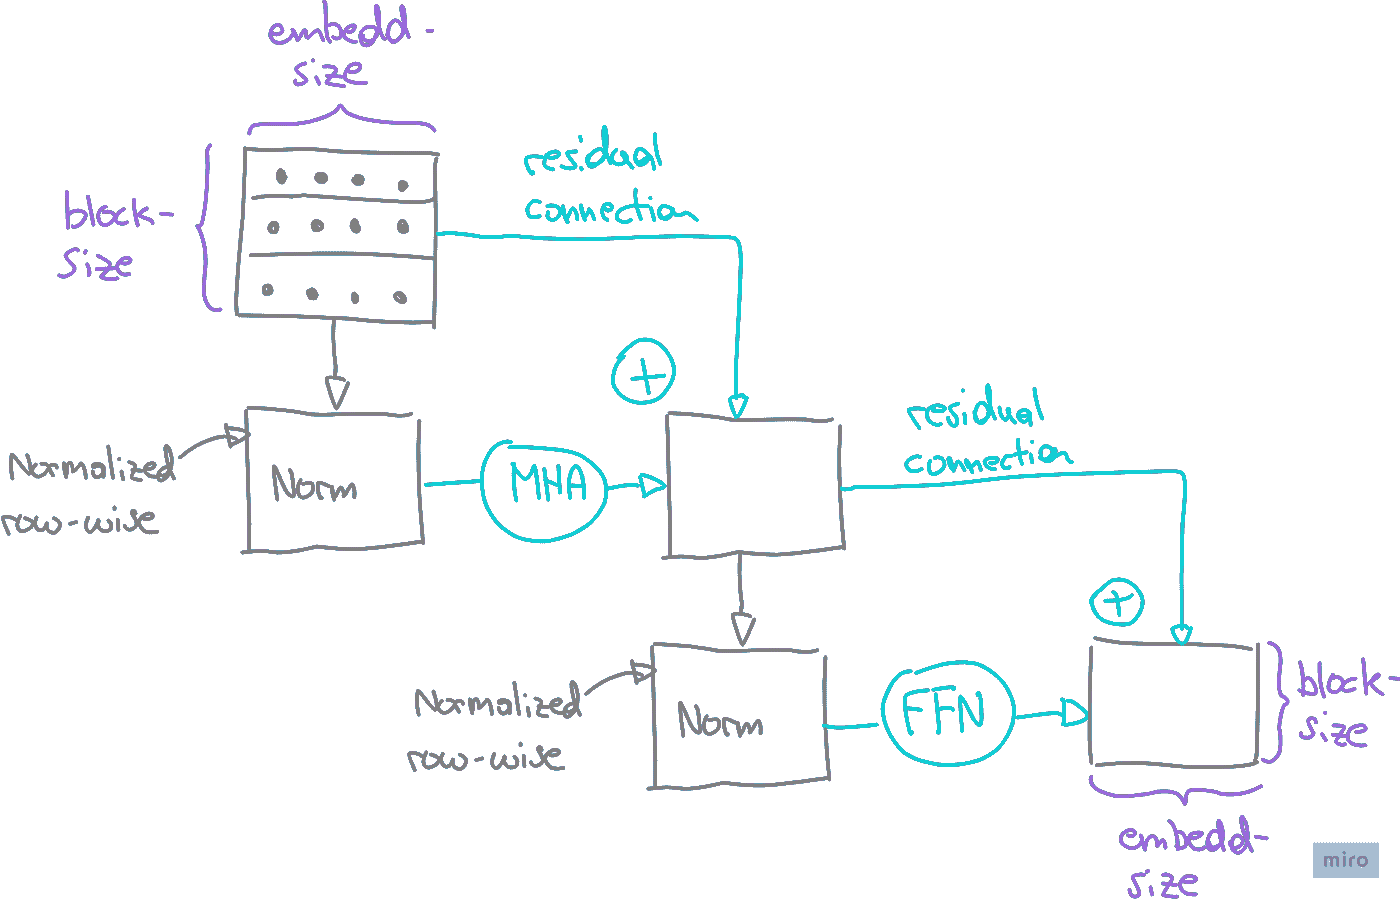 embedd-
size
block-
size
residual
connection
+
Normalized
row-wise
Norm
MHA
residual
connection
+
Normalized
row-wise
Norm
FFN
block-
size
embedd-
size
miro